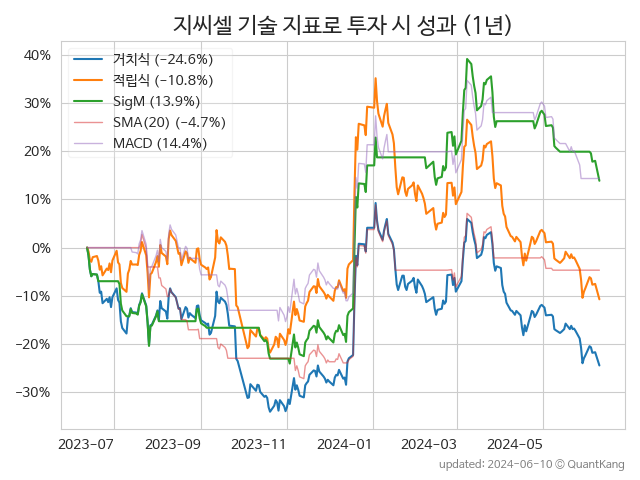 지씨셀 기술 지표로 투자 시 성과 (1년)
거치식 (−24.6%)
적립식 (−10.8%)
SigM (13.9%)
SMA(20) (−4.7%)
MACD (14.4%)
40%
30%
20%
10%
0%
−10%
−20%
−30%
2023-07 2023-09 2023-11 2024-01 2024-03 2024-05
updated: 2024-06-10 © QuantKang